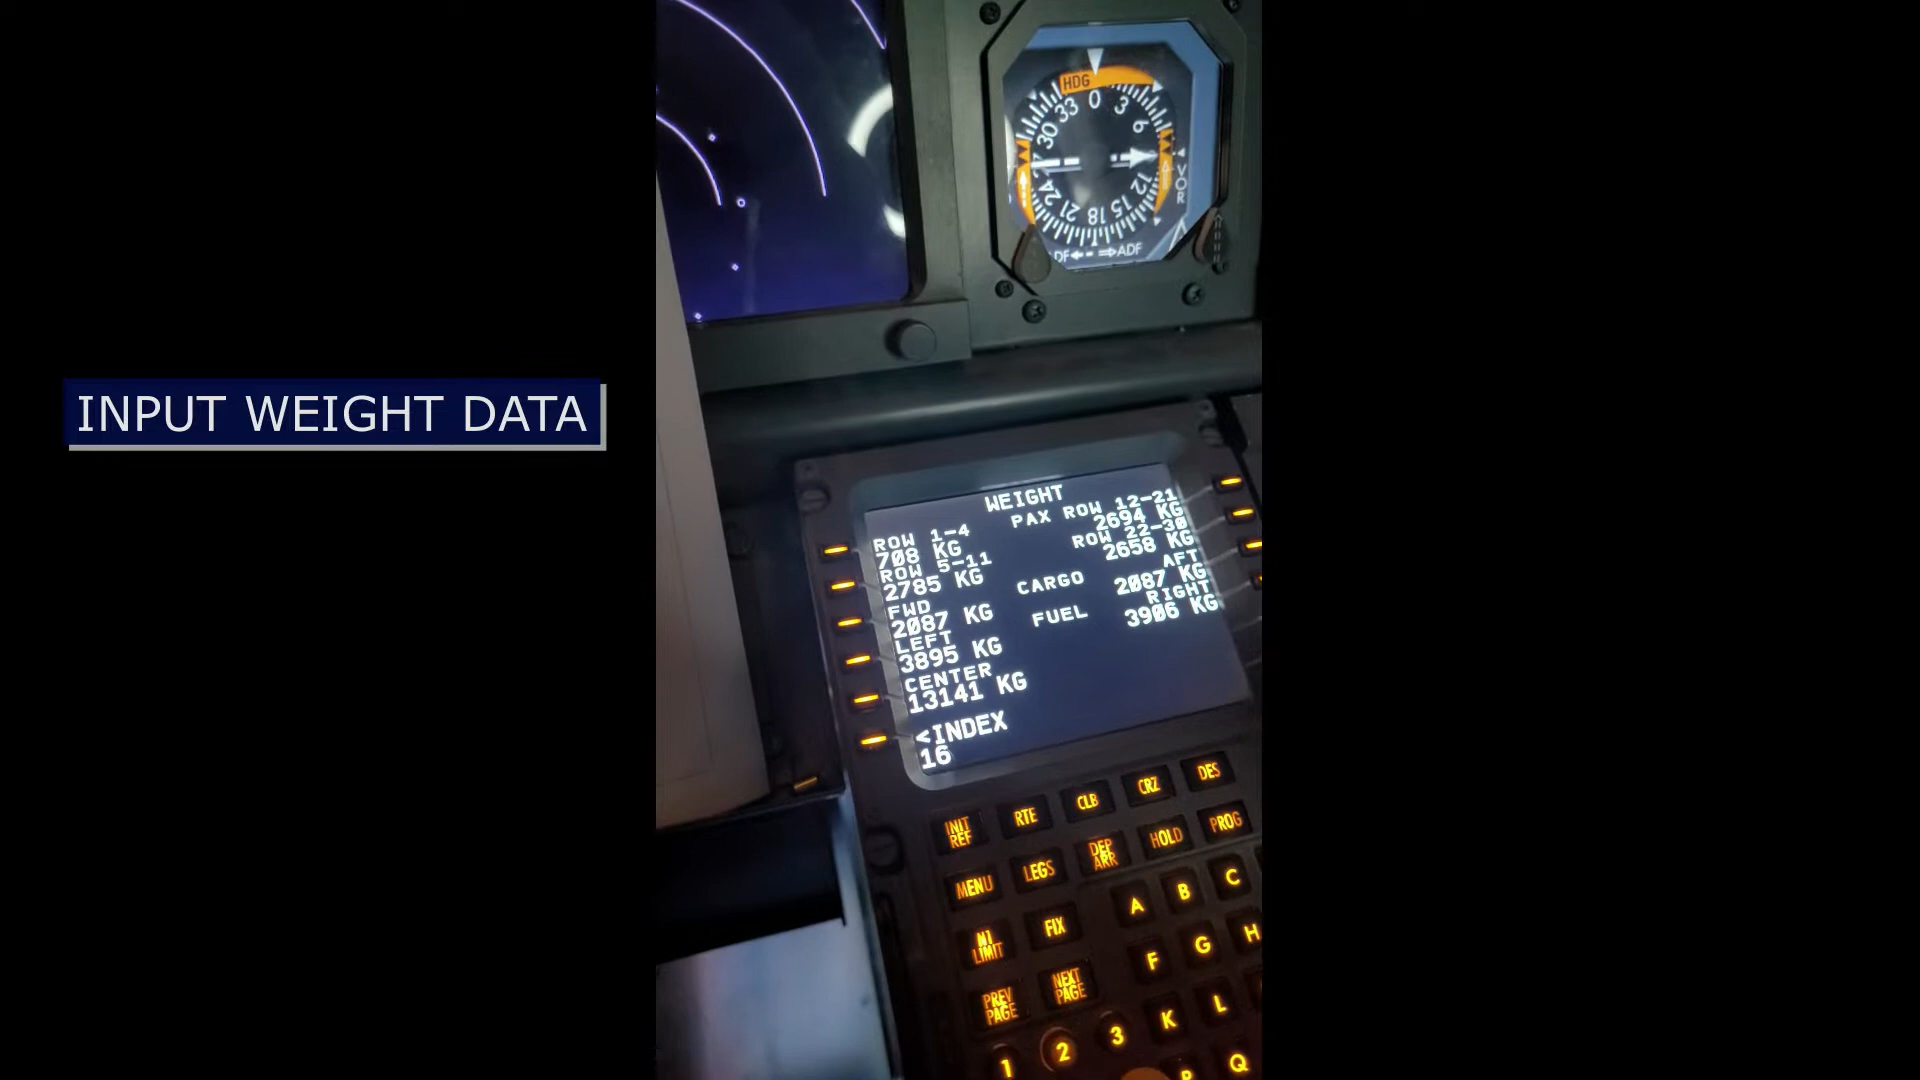 HDG
33 0 3
30 6
24 12
21 18 15
VOR
ADF
INPUT WEIGHT DATA
WEIGHT
ROW 1-4 PAX ROW 12-21
708 KG 2694 KG
ROW 5-11 ROW 22-30
2785 KG 2658 KG
FWD CARGO AFT
2087 KG 2087 KG
LEFT FUEL RIGHT
3895 KG 3906 KG
CENTER
13141 KG
<INDEX
16
INIT REF RTE CLB CRZ DES
MENU LEGS DEP ARR HOLD PROG
N1 LIMIT FIX A B C
F G H
PREV PAGE NEXT PAGE K L
1 2 3 Q